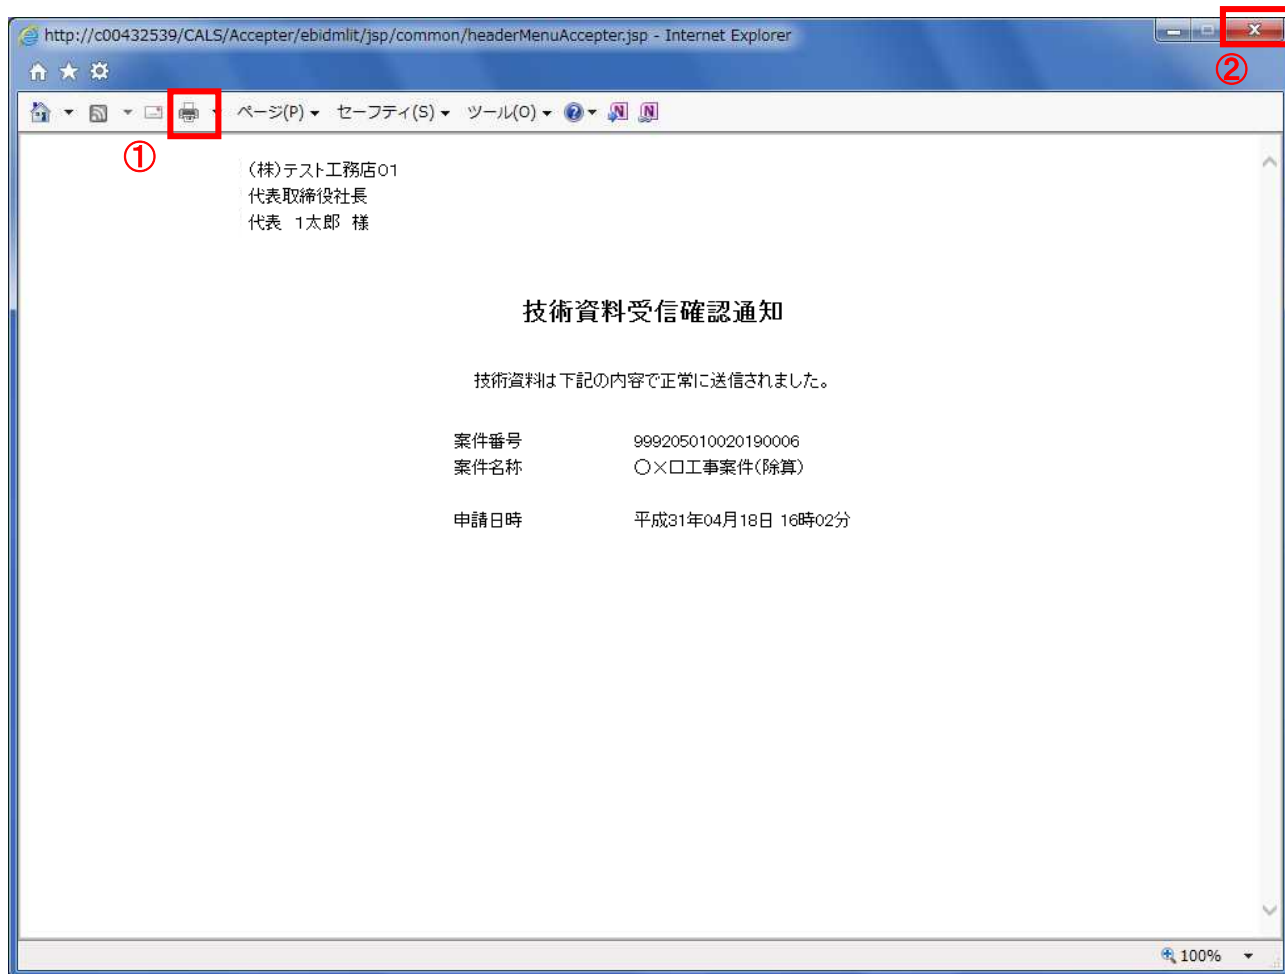 http://c00432539/CALS/Accepter/ebidmlit/jsp/common/headerMenuAccepter.jsp - Internet Explorer
②
ページ(P) セーフティ(S) ツール(O)
①
(株)テスト工務店01
代表取締役社長
代表 1太郎 様
技術資料受信確認通知
技術資料は下記の内容で正常に送信されました。
案件番号 999205010020190006
案件名称 ○×□工事案件(除算)
申請日時 平成31年04月18日 16時02分
100%